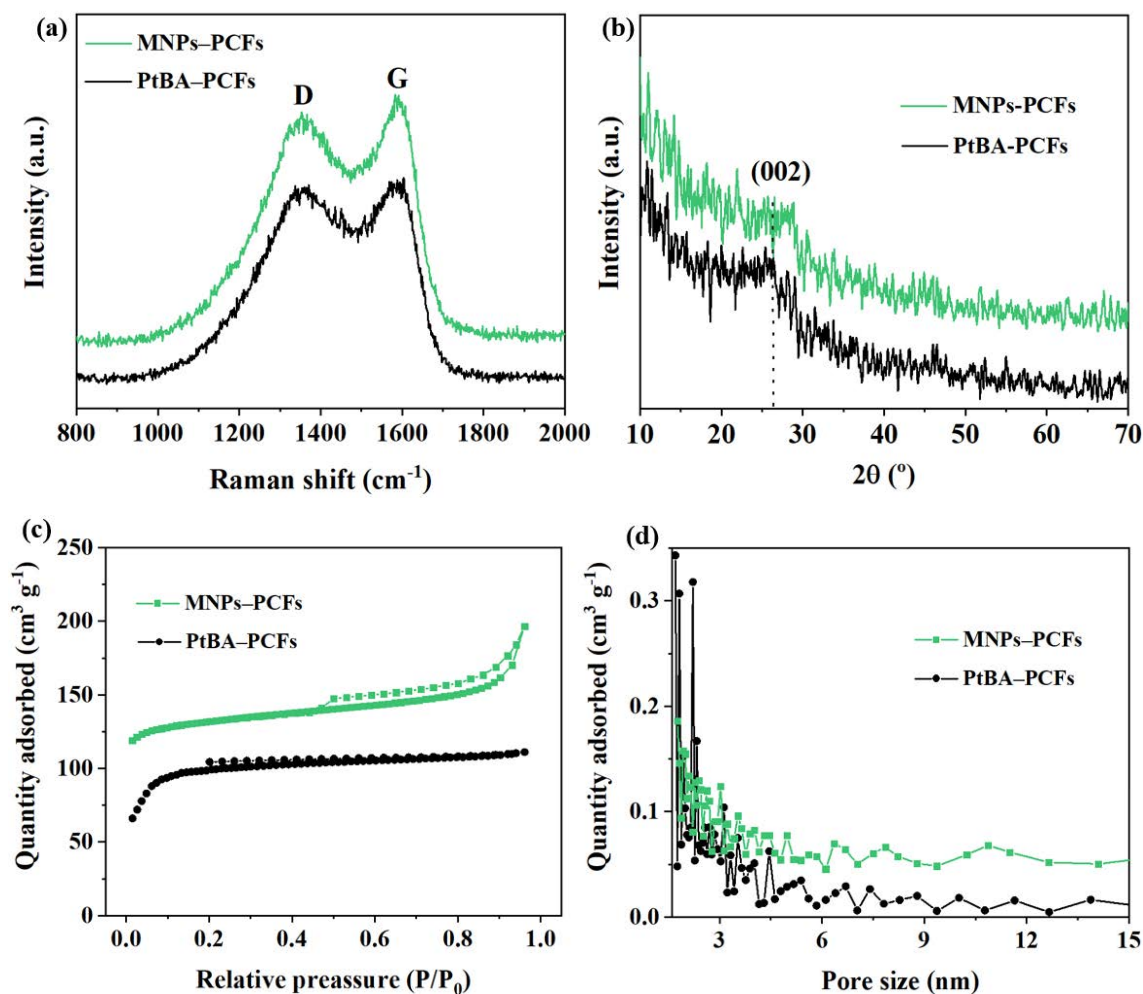 (a)
MNPs–PCFs
PtBA–PCFs
D
G
Intensity (a.u.)
800 1000 1200 1400 1600 1800 2000
Raman shift (cm-1)
(b)
MNPs-PCFs
PtBA-PCFs
(002)
Intensity (a.u.)
10 20 30 40 50 60 70
2θ (°)
(c)
250
200
150
100
50
0
MNPs–PCFs
PtBA–PCFs
Quantity adsorbed (cm3 g-1)
0.0 0.2 0.4 0.6 0.8 1.0
Relative preassure (P/P0)
(d)
0.3
0.2
0.1
0.0
MNPs–PCFs
PtBA–PCFs
Quantity adsorbed (cm3 g-1)
3 6 9 12 15
Pore size (nm)